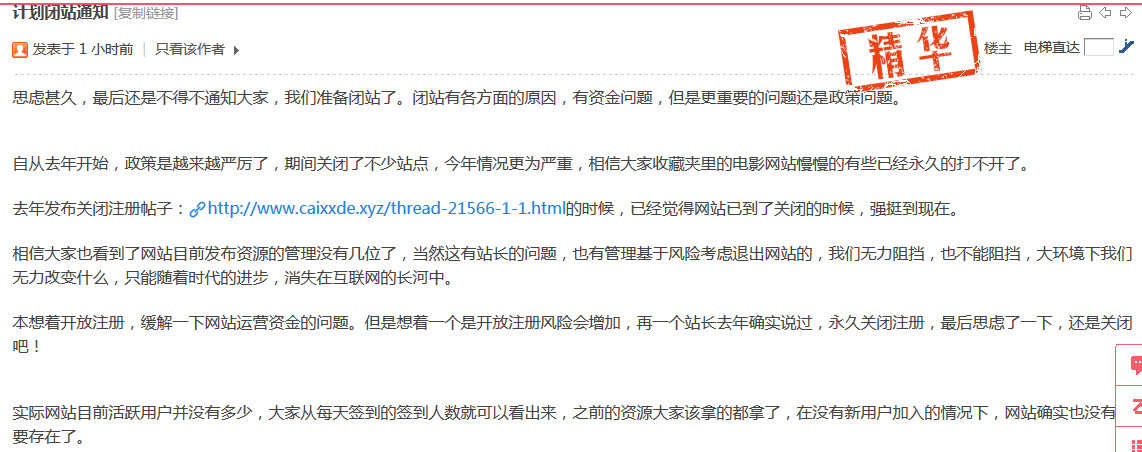 计划闭站通知 [复制链接]
精华
发表于 1 小时前 | 只看该作者
楼主 电梯直达
思虑甚久，最后还是不得不通知大家，我们准备闭站了。闭站有各方面的原因，有资金问题，但是更重要的问题还是政策问题。
自从去年开始，政策是越来越严厉了，期间关闭了不少站点，今年情况更为严重，相信大家收藏夹里的电影网站慢慢的有些已经永久的打不开了。
去年发布关闭注册帖子：http://www.caixxde.xyz/thread-21566-1-1.html的时候，已经觉得网站已到了关闭的时候，强挺到现在。
相信大家也看到了网站目前发布资源的管理没有几位了，当然这有站长的问题，也有管理基于风险考虑退出网站的，我们无力阻挡，也不能阻挡，大环境下我们
无力改变什么，只能随着时代的进步，消失在互联网的长河中。
本想着开放注册，缓解一下网站运营资金的问题。但是想着一个是开放注册风险会增加，再一个站长去年确实说过，永久关闭注册，最后思虑了一下，还是关闭
吧！
实际网站目前活跃用户并没有多少，大家从每天签到的签到人数就可以看出来，之前的资源大家该拿的都拿了，在没有新用户加入的情况下，网站确实也没有
要存在了。